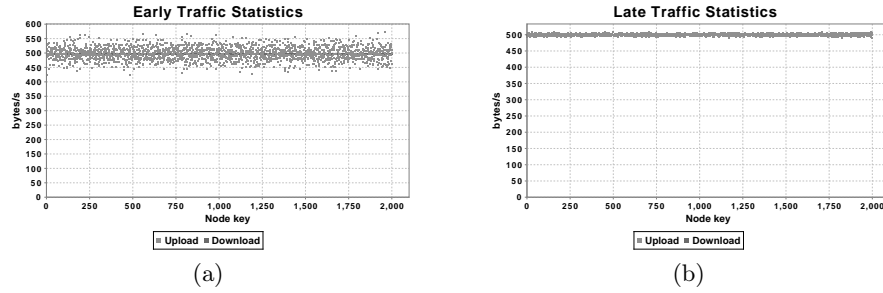 Early Traffic Statistics
600
550
500
450
400
350
300
250
200
150
100
50
0
bytes/s
0 250 500 750 1,000 1,250 1,500 1,750 2,000
Node key
Upload Download
(a)
Late Traffic Statistics
500
450
400
350
300
250
200
150
100
50
0
bytes/s
0 250 500 750 1,000 1,250 1,500 1,750 2,000
Node key
Upload Download
(b)